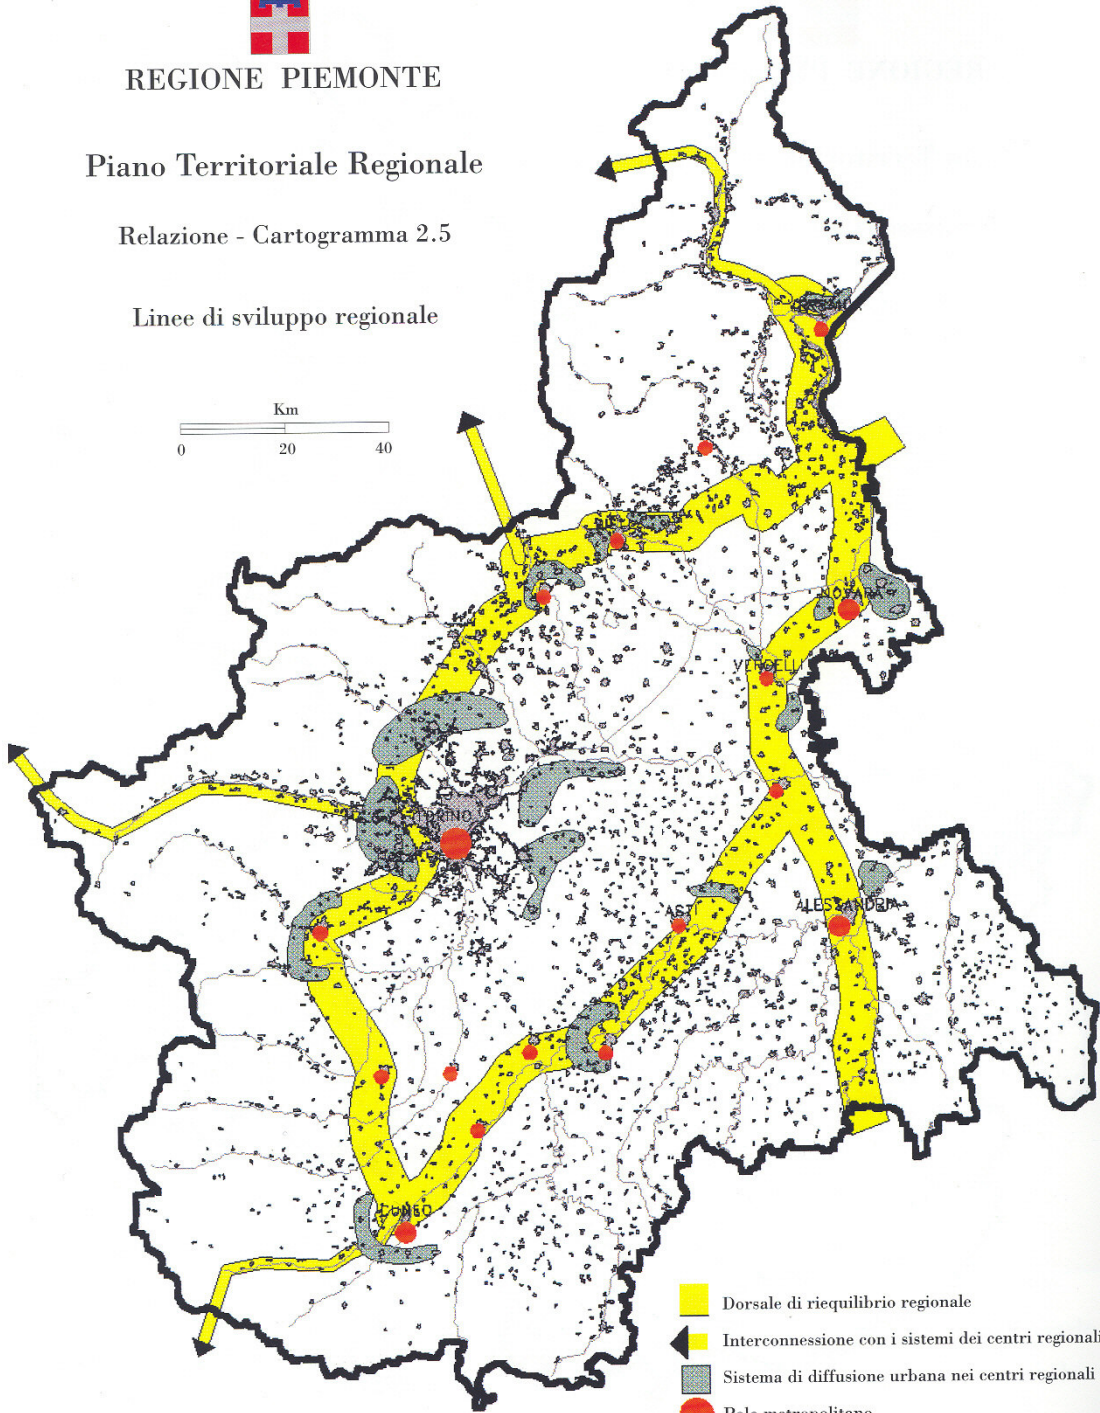 REGIONE PIEMONTE
Piano Territoriale Regionale
Relazione - Cartogramma 2.5
Linee di sviluppo regionale
Km
0 20 40
NOVARA
VERCELLI
TORINO
ALESSANDRIA
ASTI
CUNEO
Dorsale di riequilibrio regionale
Interconnessione con i sistemi dei centri regionali
Sistema di diffusione urbana nei centri regionali
Polo metropolitano